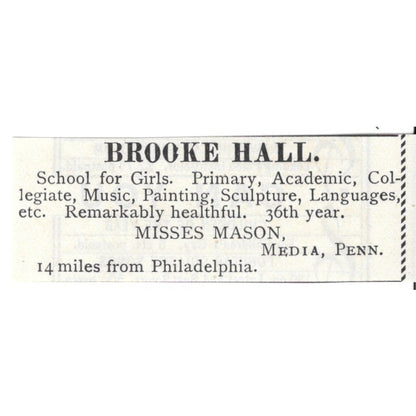 BROOKE HALL.
School for Girls. Primary, Academic, Col-
legiate, Music, Painting, Sculpture, Languages,
etc. Remarkably healthful. 36th year.
MISSES MASON,
MEDIA, PENN.
14 miles from Philadelphia.